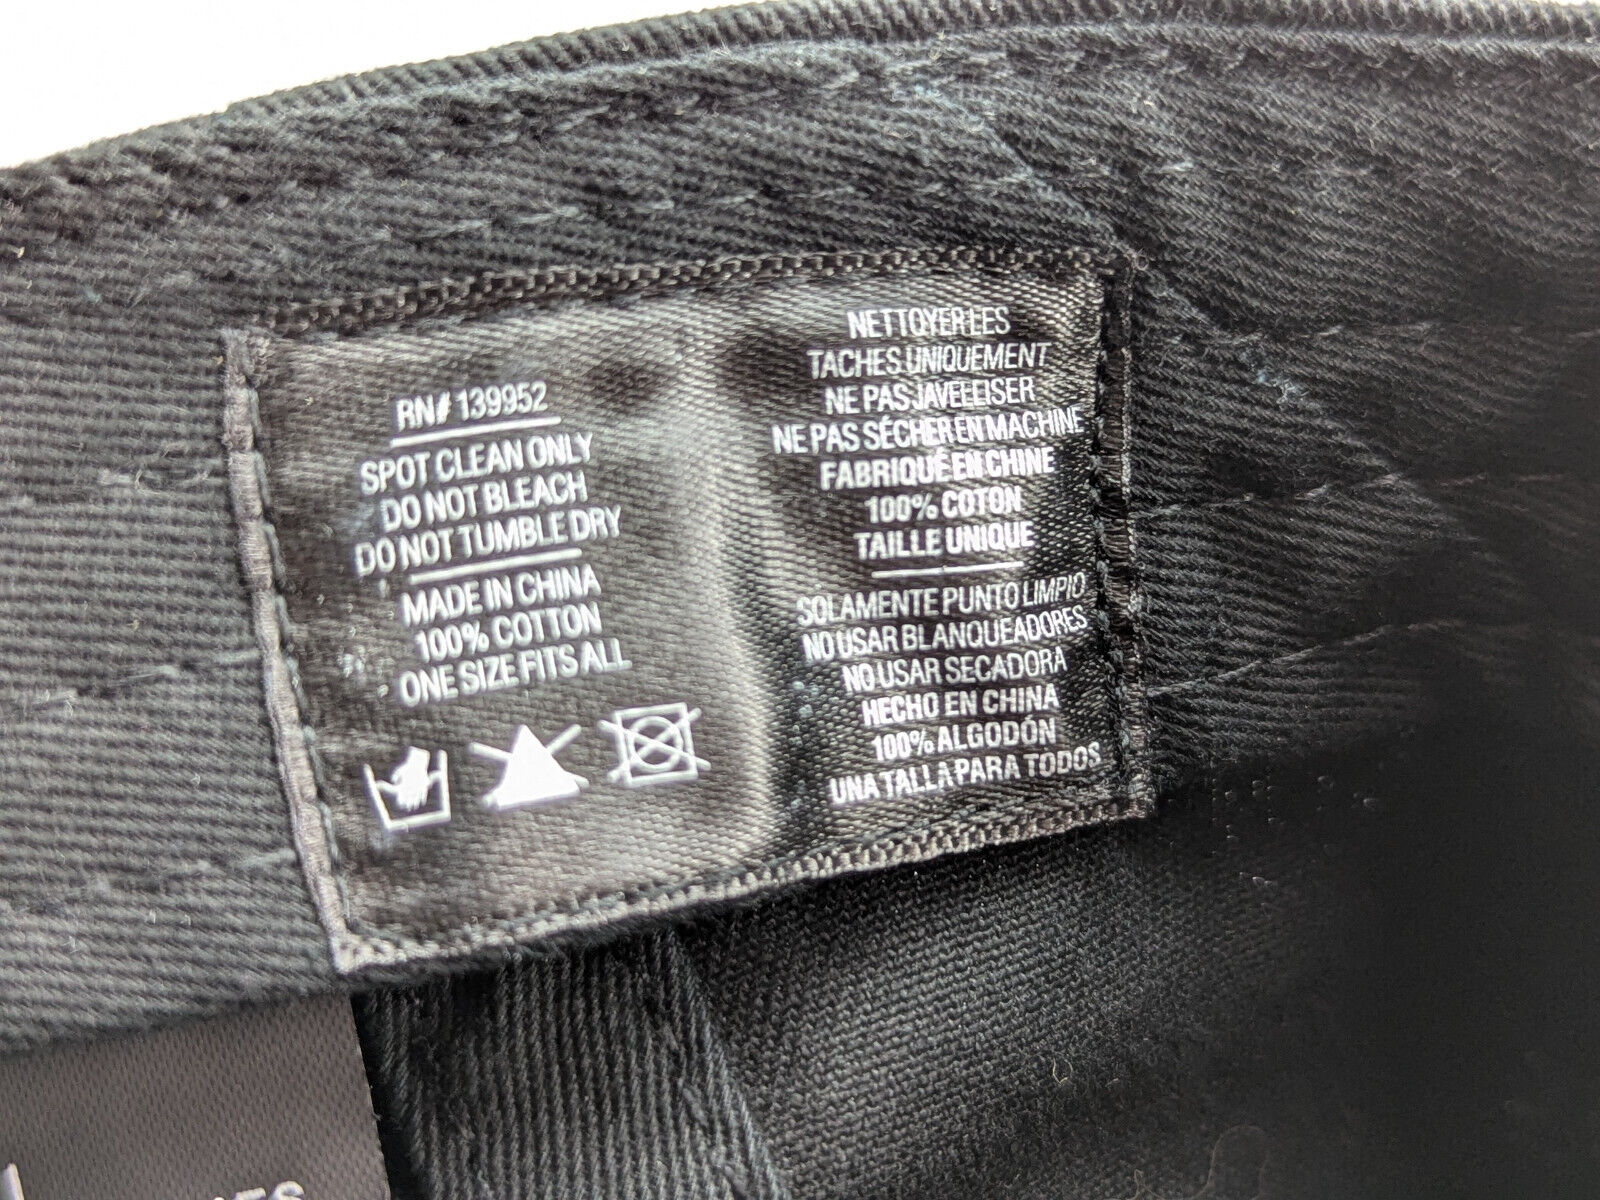 RN# 139952
SPOT CLEAN ONLY
DO NOT BLEACH
DO NOT TUMBLE DRY
MADE IN CHINA
100% COTTON
ONE SIZE FITS ALL
NETTOYER LES
TACHES UNIQUEMENT
NE PAS JAVELLISER
NE PAS SÉCHER EN MACHINE
FABRIQUÉ EN CHINE
100% COTON
TAILLE UNIQUE
SOLAMENTE PUNTO LIMPIO
NO USAR BLANQUEADORES
NO USAR SECADORA
HECHO EN CHINA
100% ALGODÓN
UNA TALLA PARA TODOS